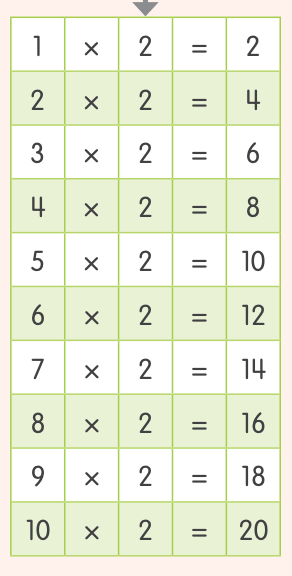 1 × 2 = 2
2 × 2 = 4
3 × 2 = 6
4 × 2 = 8
5 × 2 = 10
6 × 2 = 12
7 × 2 = 14
8 × 2 = 16
9 × 2 = 18
10 × 2 = 20